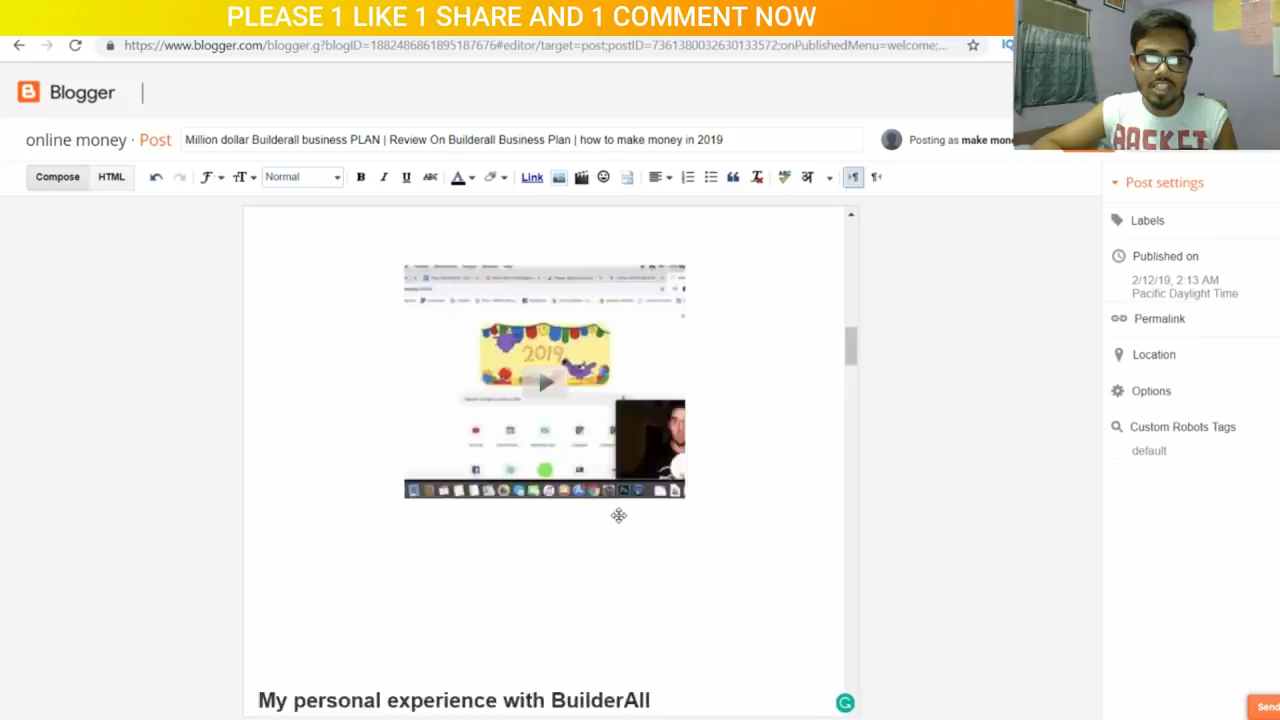 PLEASE 1 LIKE 1 SHARE AND 1 COMMENT NOW
https://www.blogger.com/blogger.g?blogID=1882486861895187676#editor/target=post;postID=7361380032630133572;onPublishedMenu=welcome;...
Blogger
online money · Post
Million dollar Builderall business PLAN | Review On Builderall Business Plan | how to make money in 2019
Posting as make mon
Compose HTML
Normal
Link
Post settings
Labels
Published on
2/12/19, 2:13 AM
Pacific Daylight Time
Permalink
Location
Options
Custom Robots Tags
default
2019
My personal experience with BuilderAll
Send